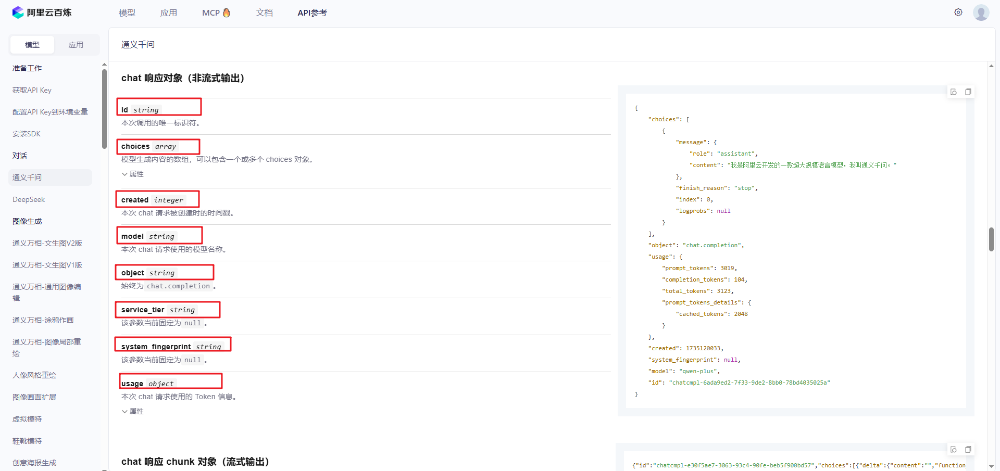 阿里云百炼
模型
应用
MCP
文档
API参考
模型
应用
准备工作
获取API Key
配置API Key到环境变量
安装SDK
对话
通义千问
DeepSeek
图像生成
通义万相-文生图V2版
通义万相-文生图V1版
通义万相-通用图像编
辑
通义万相-涂鸦作画
通义万相-图像局部重
绘
人像风格重绘
图像画面扩展
虚拟模特
鞋靴模特
创意海报生成
通义千问
chat 响应对象（非流式输出）
id string
本次调用的唯一标识符。
choices array
模型生成内容的数组，可以包含一个或多个 choices 对象。
属性
created integer
本次 chat 请求被创建时的时间戳。
model string
本次 chat 请求使用的模型名称。
object string
始终为 chat.completion 。
service_tier string
该参数当前固定为 null 。
system_fingerprint string
该参数当前固定为 null 。
usage object
本次 chat 请求使用的 Token 信息。
属性
{
"choices": [
{
"message": {
"role": "assistant",
"content": "我是阿里云开发的一款超大规模语言模型，我叫通义千问。"
},
"finish_reason": "stop",
"index": 0,
"logprobs": null
}
],
"object": "chat.completion",
"usage": {
"prompt_tokens": 3019,
"completion_tokens": 104,
"total_tokens": 3123,
"prompt_tokens_details": {
"cached_tokens": 2048
}
},
"created": 1735120033,
"system_fingerprint": null,
"model": "qwen-plus",
"id": "chatcmpl-6ada9ed2-7f33-9de2-8bb0-78bd4035025a"
}
chat 响应 chunk 对象（流式输出）
{"id":"chatcmpl-e30f5ae7-3063-93c4-90fe-beb5f900bd57","choices":[{"delta":{"content":"","function_